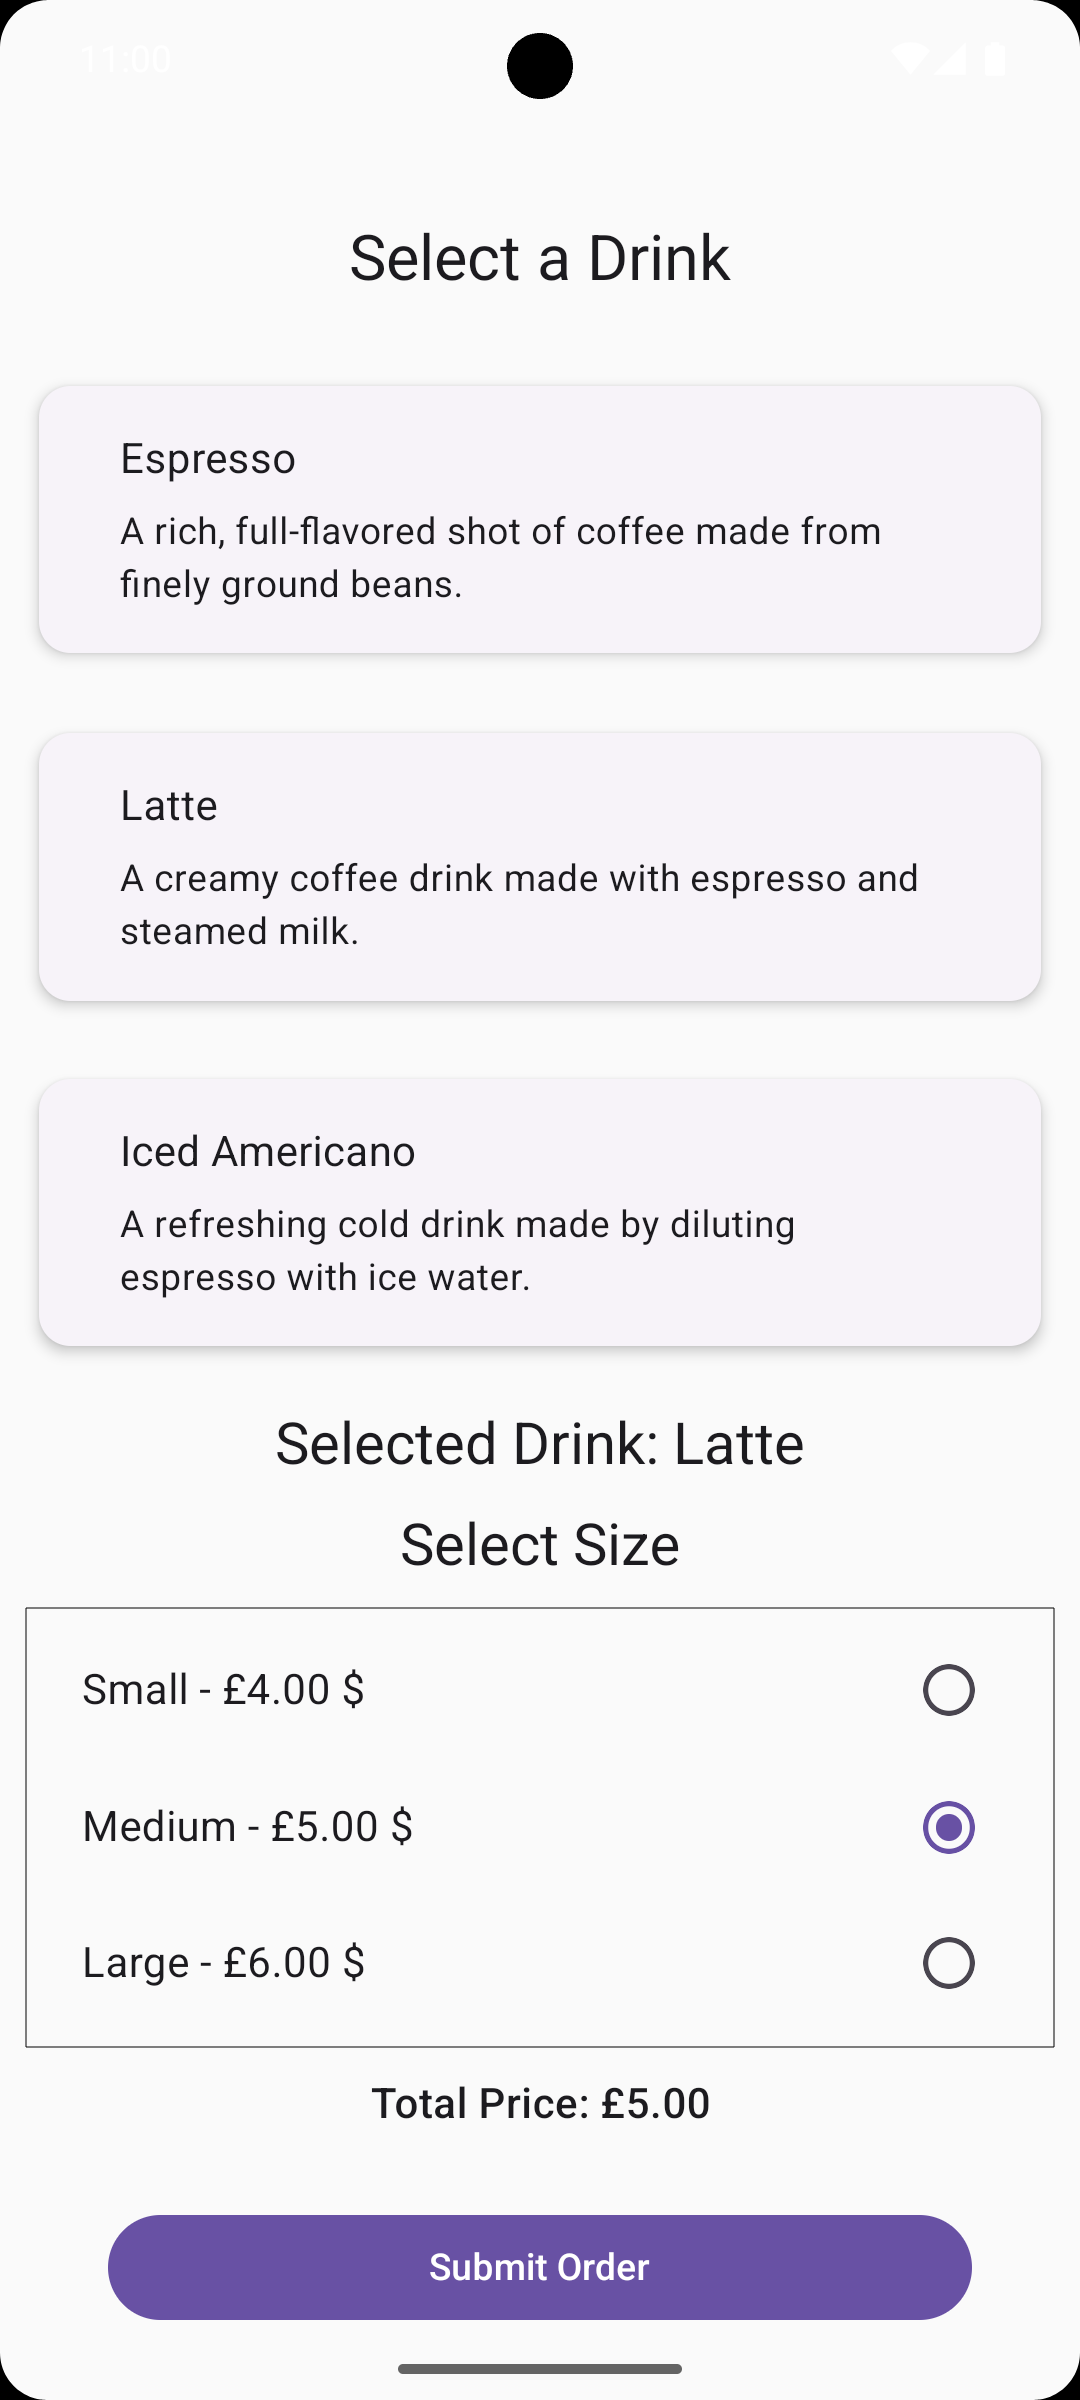 11:00
Select a Drink
Espresso
A rich, full-flavored shot of coffee made from
finely ground beans.
Latte
A creamy coffee drink made with espresso and
steamed milk.
Iced Americano
A refreshing cold drink made by diluting
espresso with ice water.
Selected Drink: Latte
Select Size
Small - £4.00 $
Medium - £5.00 $
Large - £6.00 $
Total Price: £5.00
Submit Order